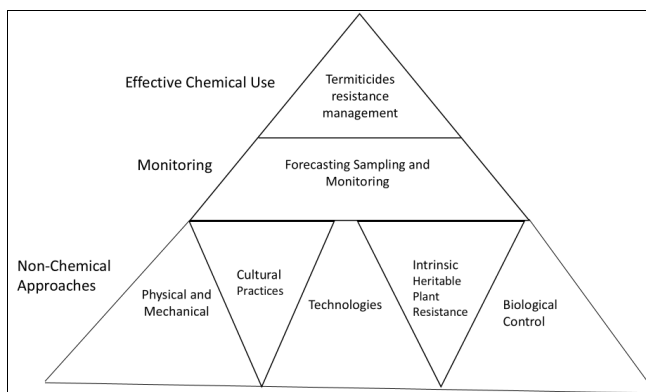 Effective Chemical Use
Termiticides
resistance
management
Monitoring
Forecasting Sampling and
Monitoring
Non-Chemical
Approaches
Physical and
Mechanical
Cultural
Practices
Technologies
Intrinsic
Heritable
Plant
Resistance
Biological
Control